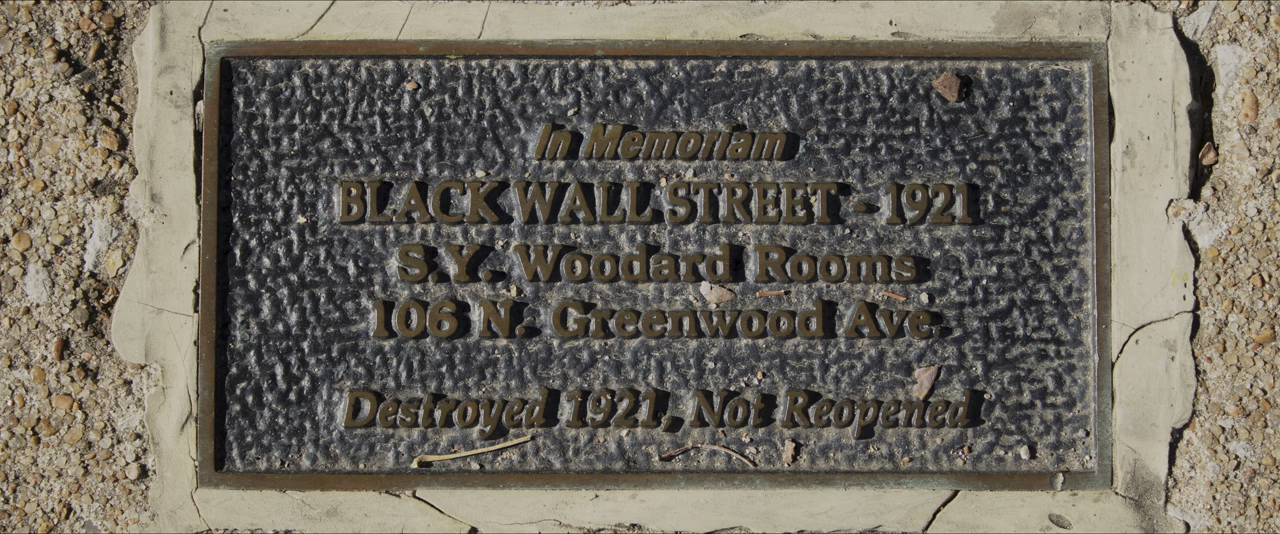 In Memoriam
BLACK WALL STREET - 1921
S.Y. Woodard Rooms
106 N. Greenwood Ave.
Destroyed 1921, Not Reopened